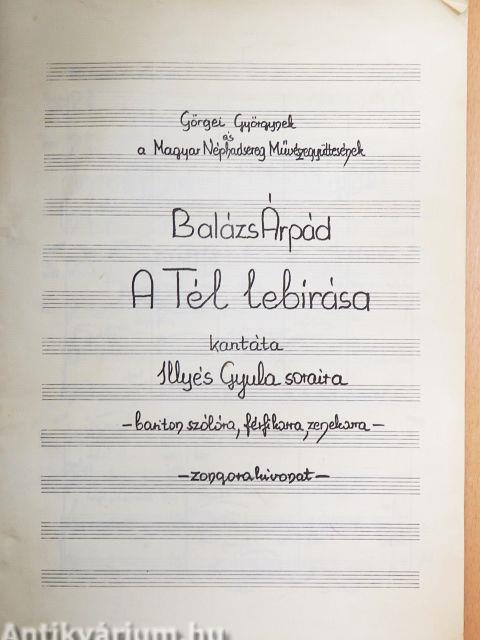 Görgei Györgynek
és
a Magyar Néphadsereg Művészegyüttesének
Balázs Árpád
A Tél lebírása
kantáta
Illyés Gyula soraira
-bariton szólóra, férfikarra, zenekarra-
-zongorakivonat-
Antikvárium.hu